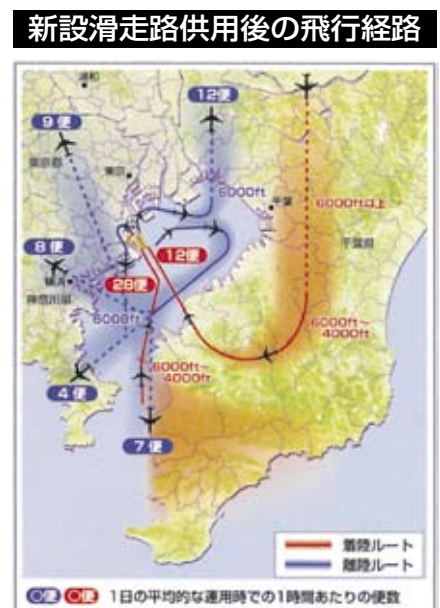 新設滑走路供用後の飛行経路
浦和
12便
9便
東京都
東京
6000ft
千葉
6000ft以上
8便
12便
千葉県
横浜
28便
神奈川県
6000ft
6000ft~
4000ft
6000ft~
4000ft
4便
7便
着陸ルート
離陸ルート
○便 ○便 1日の平均的な運用時での1時間あたりの便数